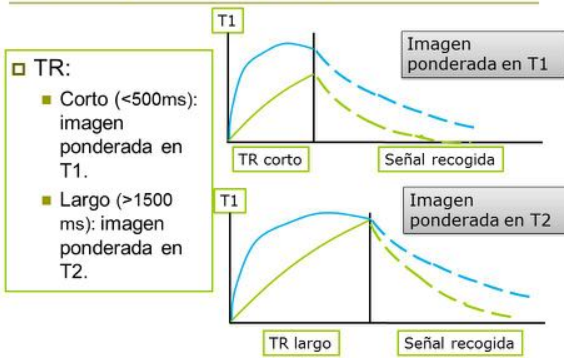 TR:
Corto (<500ms):
imagen
ponderada en
T1.
Largo (>1500
ms): imagen
ponderada en
T2.
T1
Imagen
ponderada en T1
TR corto
Señal recogida
T1
Imagen
ponderada en T2
TR largo
Señal recogida